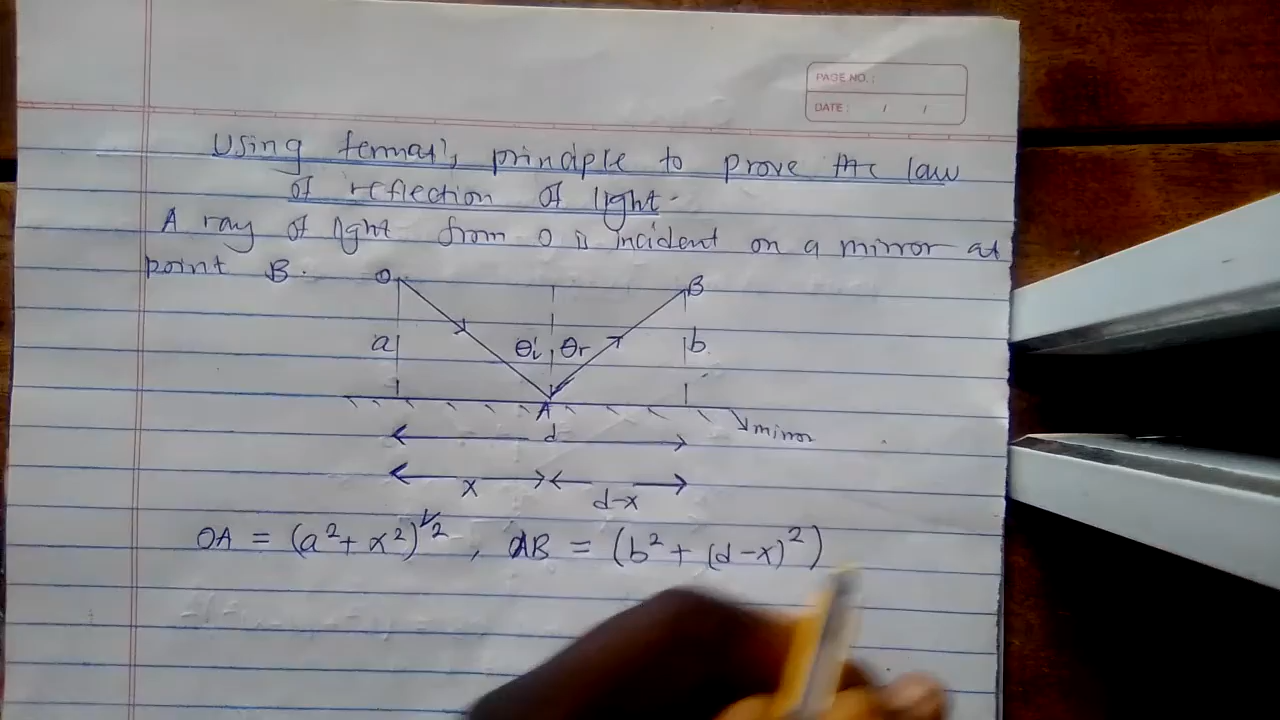 PAGE NO.:
DATE: / /
Using fermat's principle to prove the law
of reflection of light.
A ray of light from O is incident on a mirror at
point B.
O B
a θi θr b
A
mirror
d
x d-x
OA = (a²+ x²)^1/2 , AB = (b² + (d-x)²)